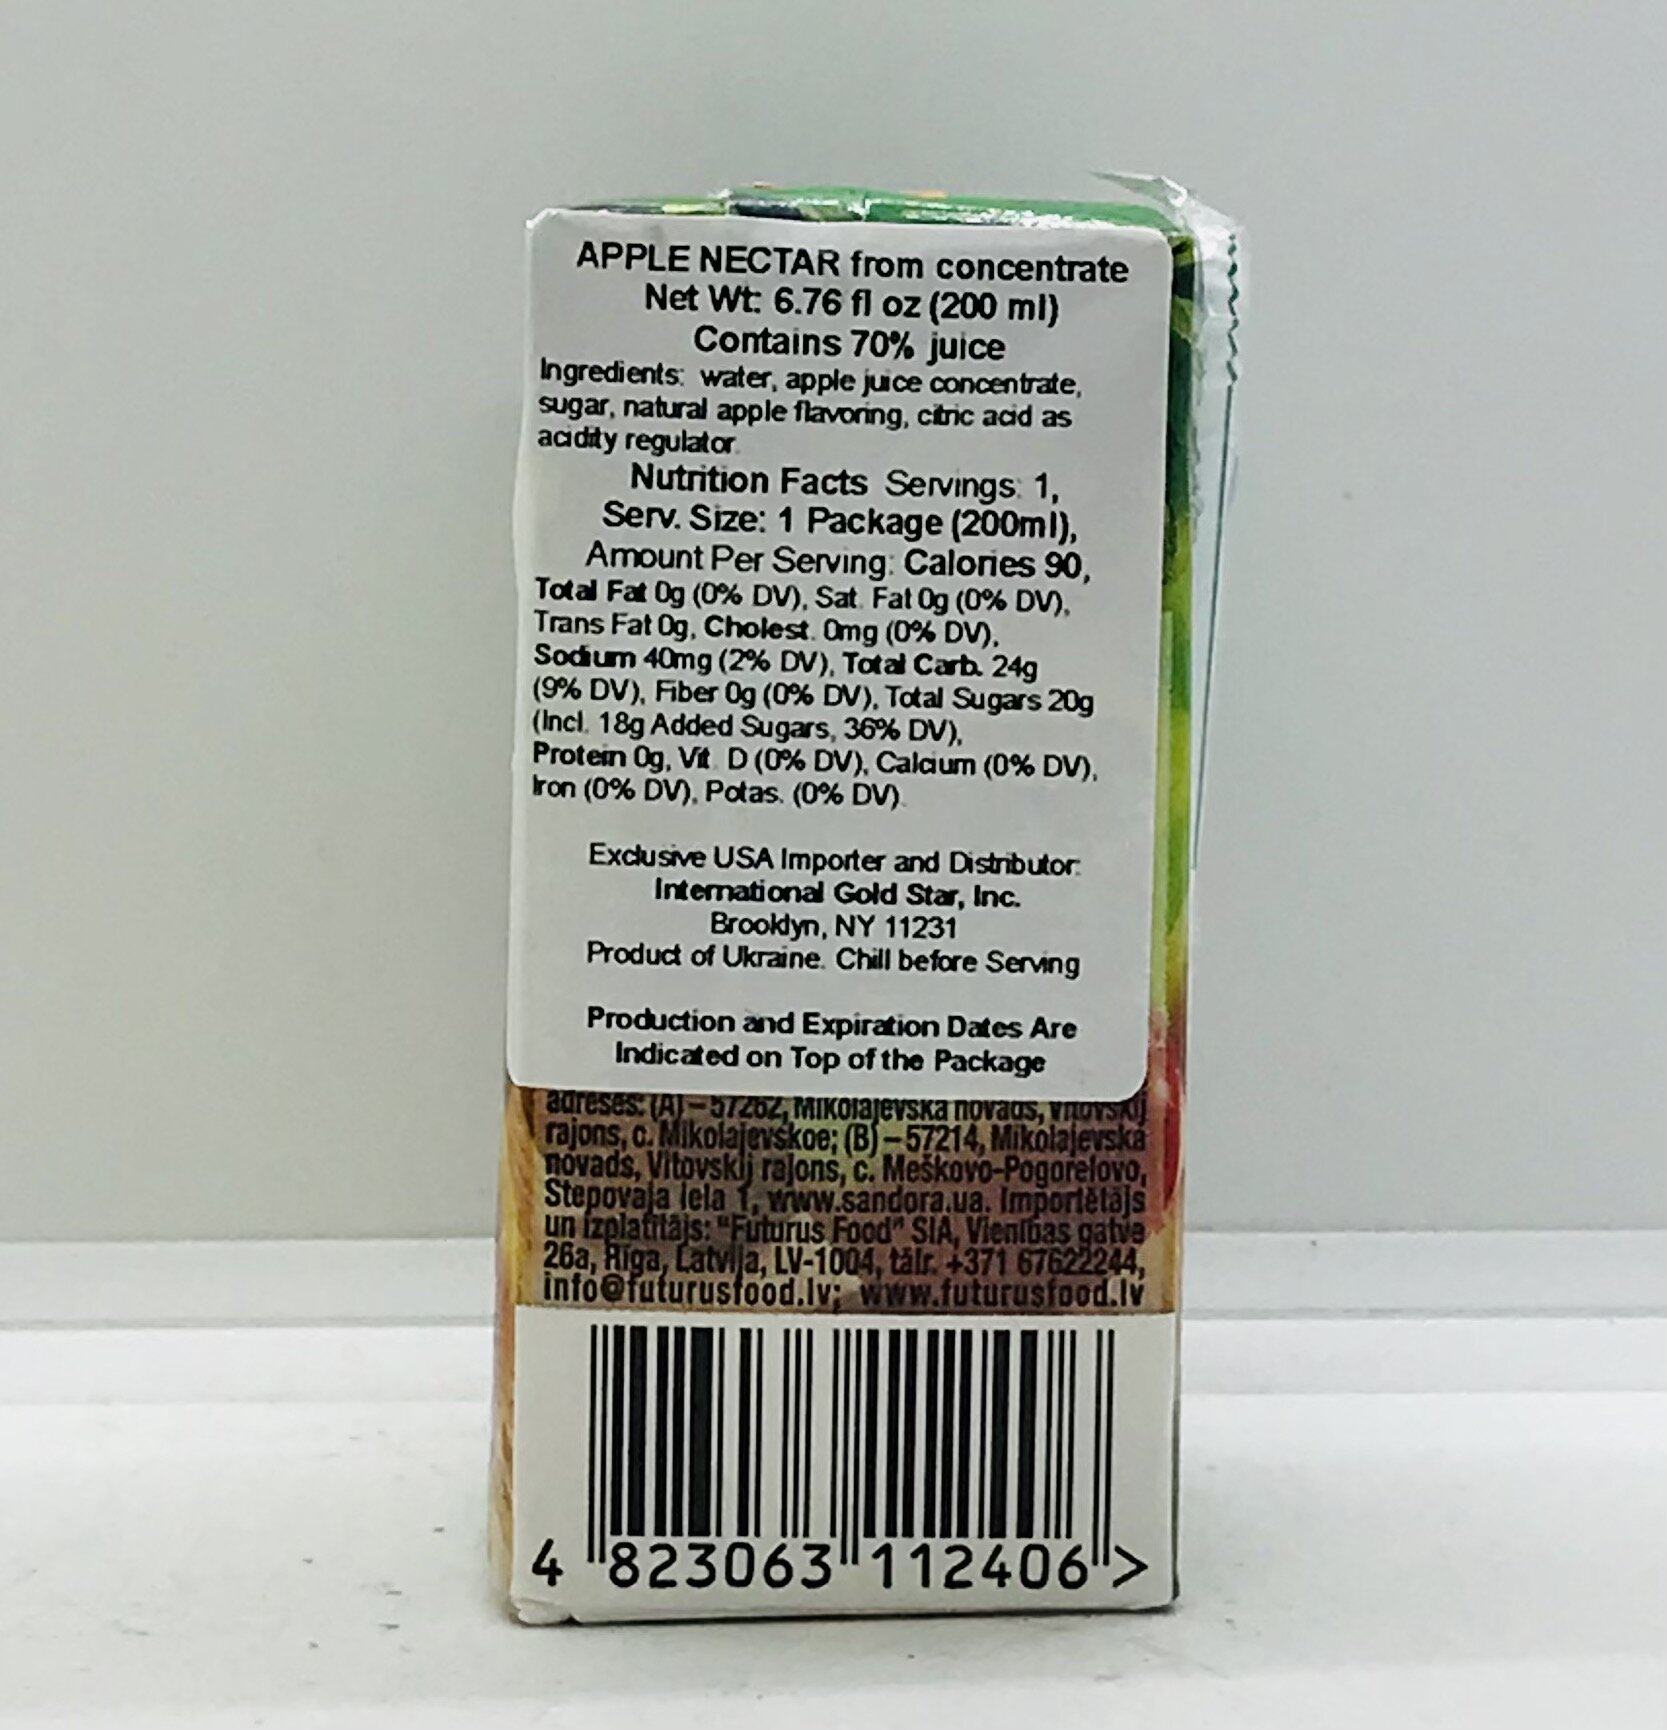 APPLE NECTAR from concentrate
Net Wt: 6.76 fl oz (200 ml)
Contains 70% juice
Ingredients: water, apple juice concentrate,
sugar, natural apple flavoring, citric acid as
acidity regulator.
Nutrition Facts Servings: 1,
Serv. Size: 1 Package (200ml),
Amount Per Serving: Calories 90,
Total Fat 0g (0% DV), Sat. Fat 0g (0% DV),
Trans Fat 0g, Cholest. 0mg (0% DV),
Sodium 40mg (2% DV), Total Carb. 24g
(9% DV), Fiber 0g (0% DV), Total Sugars 20g
(Incl. 18g Added Sugars, 36% DV),
Protein 0g, Vit. D (0% DV), Calcium (0% DV),
Iron (0% DV), Potas. (0% DV).
Exclusive USA Importer and Distributor:
International Gold Star, Inc.
Brooklyn, NY 11231
Product of Ukraine. Chill before Serving
Production and Expiration Dates Are
Indicated on Top of the Package
adreses: (A) – 57262, Mikolajevska novads, Vitovskij
rajons, c. Mikolajevskoe; (B) – 57214, Mikolajevska
novads, Vitovskij rajons, c. Meškovo-Pogorelovo,
Stepovaja iela 1, www.sandora.ua. Importētājs
un izplatītājs: "Futurus Food" SIA, Vienības gatve
26a, Rīga, Latvija, LV-1004, tālr. +371 67622244,
info@futurusfood.lv; www.futurusfood.lv
4 823063 112406 >